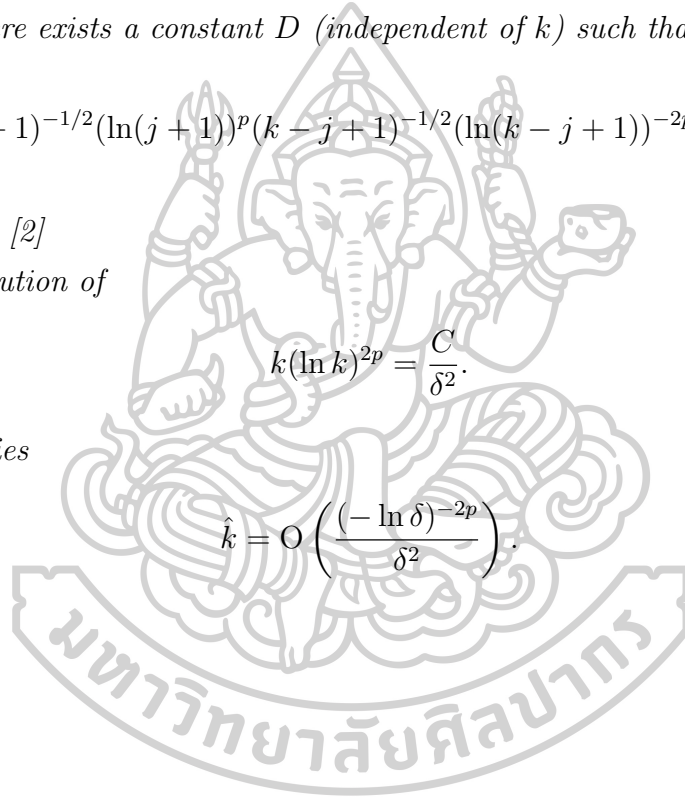 re exists a constant D (independent of k) such tha
1)^{-1/2}(ln(j + 1))^p(k − j + 1)^{-1/2}(ln(k − j + 1))^{-2p}
[2]
ution of
k(ln k)^{2p} = C/δ^2.
ies
k̂ = O((− ln δ)^{-2p}/δ^2).
มหาวิทยาลัยศิลปากร